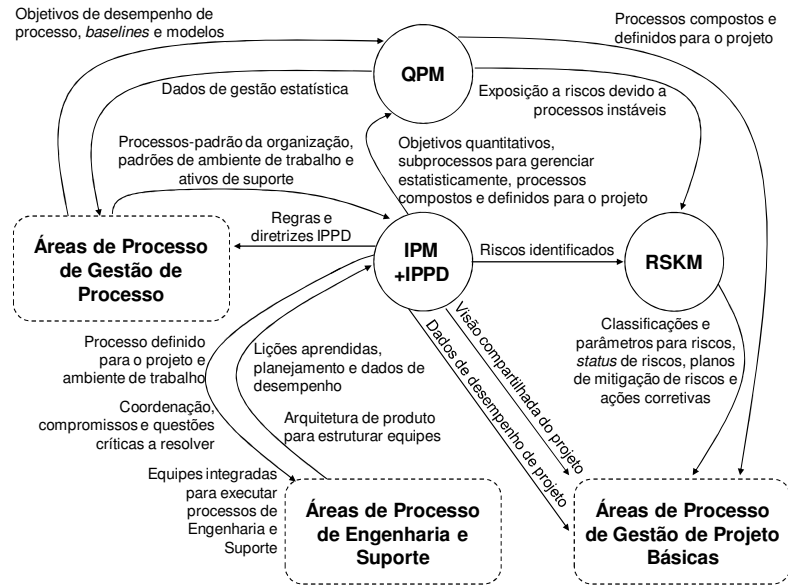 Objetivos de desempenho de
processo, baselines e modelos
Processos compostos e
definidos para o projeto
QPM
Dados de gestão estatística
Exposição a riscos devido a
processos instáveis
Processos-padrão da organização,
padrões de ambiente de trabalho e
ativos de suporte
Objetivos quantitativos,
subprocessos para gerenciar
estatisticamente, processos
compostos e definidos para o projeto
Regras e
diretrizes IPPD
Áreas de Processo
de Gestão de
Processo
IPM
+IPPD
Riscos identificados
RSKM
Processo definido
para o projeto e
ambiente de trabalho
Lições aprendidas,
planejamento e dados de
desempenho
Visão compartilhada do projeto
Dados de desempenho de projeto
Classificações e
parâmetros para riscos,
status de riscos, planos
de mitigação de riscos e
ações corretivas
Coordenação,
compromissos e questões
críticas a resolver
Arquitetura de produto
para estruturar equipes
Equipes integradas
para executar
processos de
Engenharia e
Suporte
Áreas de Processo
de Engenharia e
Suporte
Áreas de Processo
de Gestão de Projeto
Básicas